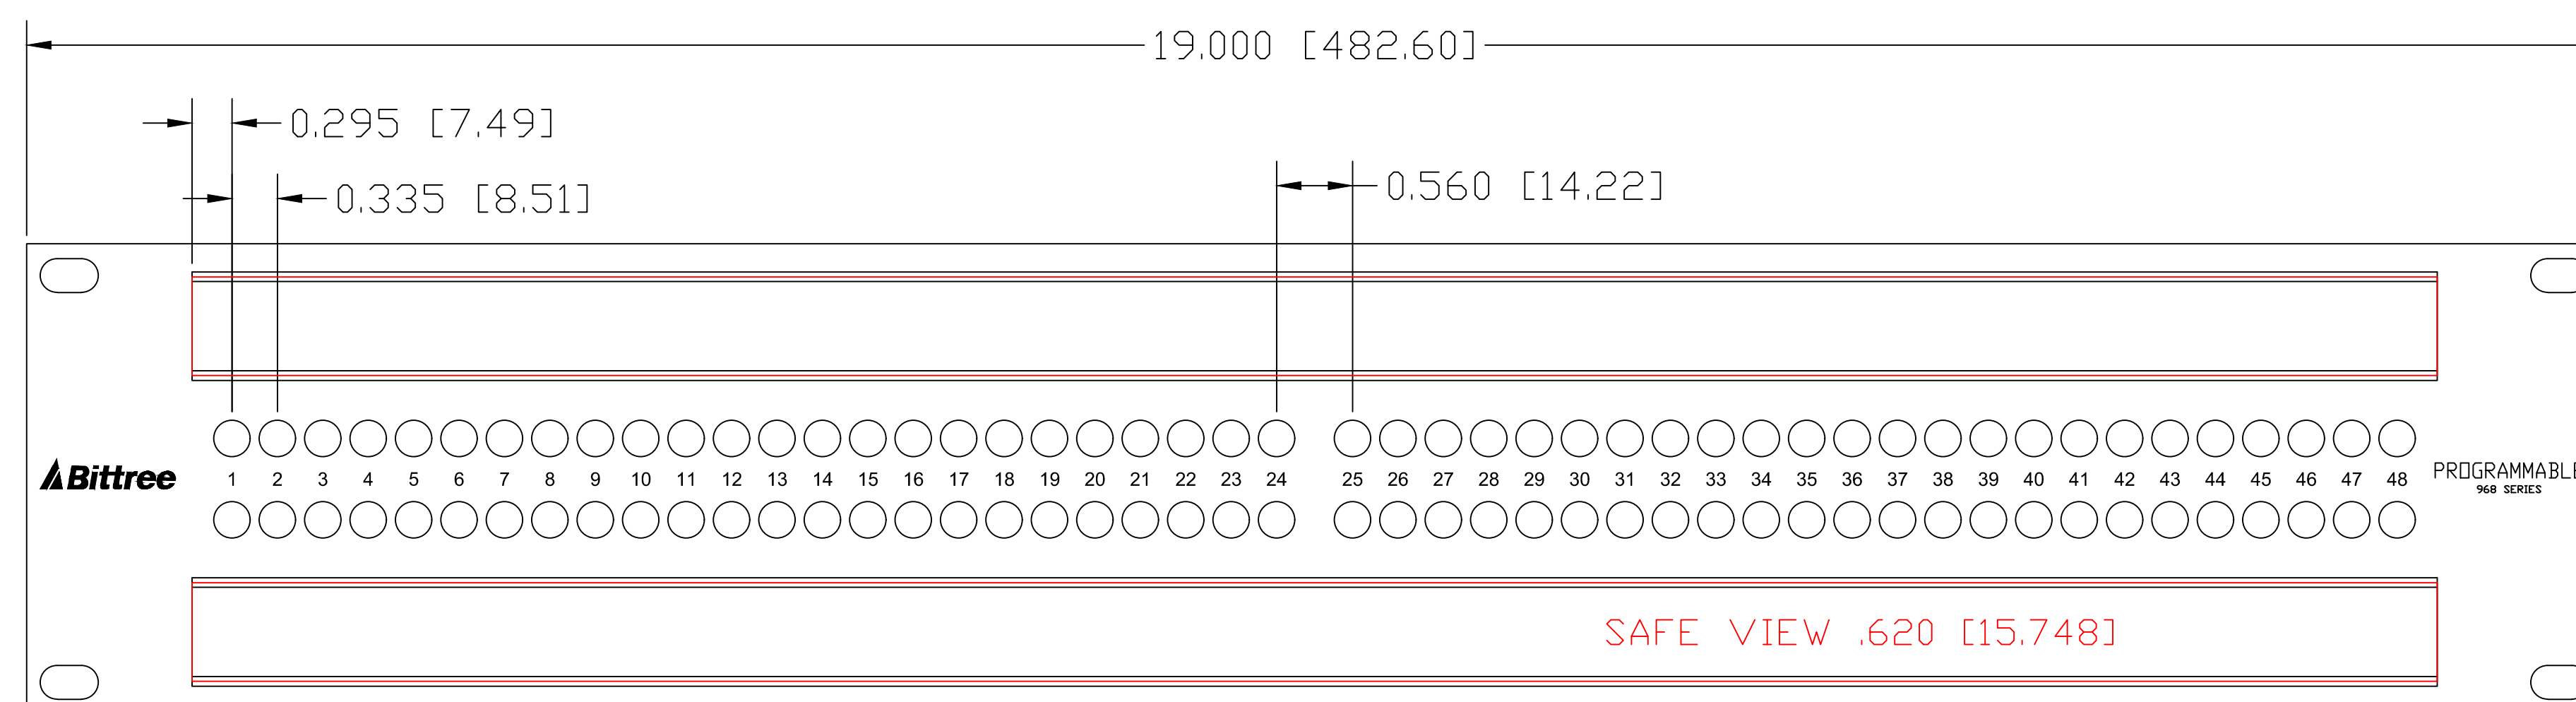 19.000 [482.60]
0.295 [7.49]
0.335 [8.51]
0.560 [14.22]
Bittree
1 2 3 4 5 6 7 8 9 10 11 12 13 14 15 16 17 18 19 20 21 22 23 24 25 26 27 28 29 30 31 32 33 34 35 36 37 38 39 40 41 42 43 44 45 46 47 48
PROGRAMMABLE
968 SERIES
SAFE VIEW .620 [15.748]